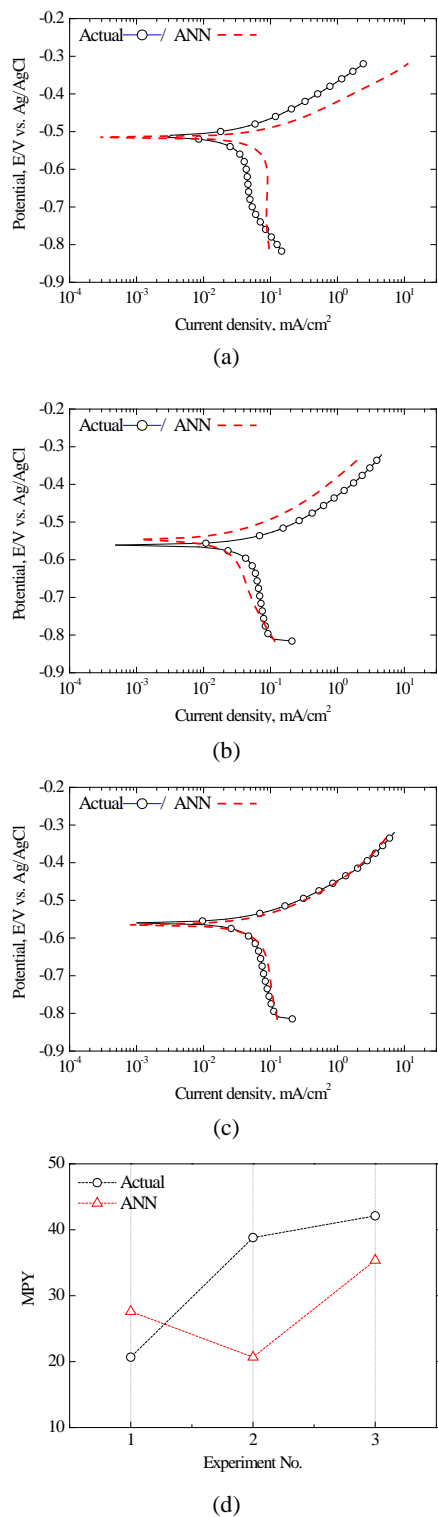 Actual / ANN
-0.2
-0.3
-0.4
-0.5
-0.6
-0.7
-0.8
-0.9
Potential, E/V vs. Ag/AgCl
10-4 10-3 10-2 10-1 100 101
Current density, mA/cm2
(a)
Actual / ANN
-0.2
-0.3
-0.4
-0.5
-0.6
-0.7
-0.8
-0.9
Potential, E/V vs. Ag/AgCl
10-4 10-3 10-2 10-1 100 101
Current density, mA/cm2
(b)
Actual / ANN
-0.2
-0.3
-0.4
-0.5
-0.6
-0.7
-0.8
-0.9
Potential, E/V vs. Ag/AgCl
10-4 10-3 10-2 10-1 100 101
Current density, mA/cm2
(c)
50
40
30
20
10
Actual
ANN
MPY
1 2 3
Experiment No.
(d)